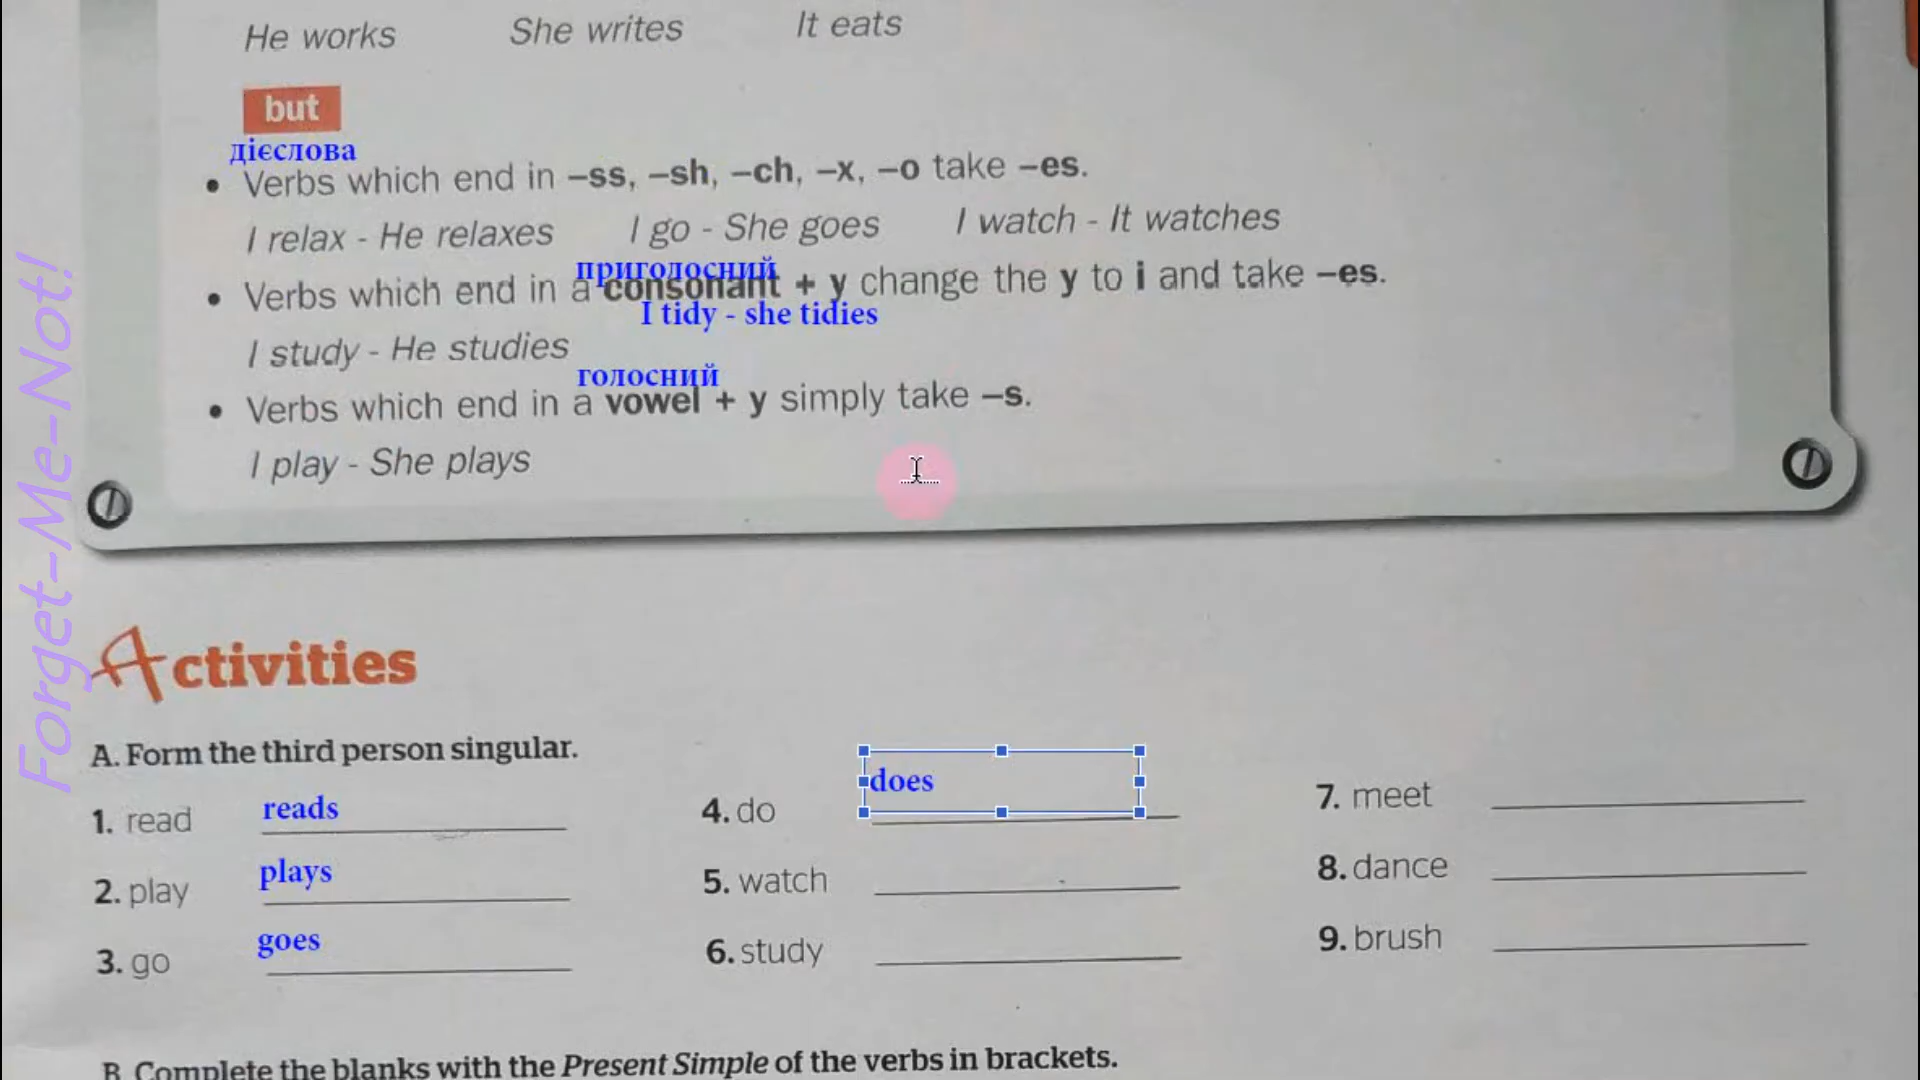 He works She writes It eats
but
дієслова
• Verbs which end in –ss, –sh, –ch, –x, –o take –es.
I relax - He relaxes I go - She goes I watch - It watches
приголосний
• Verbs which end in a consonant + y change the y to i and take –es.
I tidy - she tidies
I study - He studies
голосний
• Verbs which end in a vowel + y simply take –s.
I play - She plays
Forget-Me-Not!
Activities
A. Form the third person singular.
1. read reads 4. do does 7. meet
2. play plays 5. watch 8. dance
3. go goes 6. study 9. brush
B. Complete the blanks with the Present Simple of the verbs in brackets.